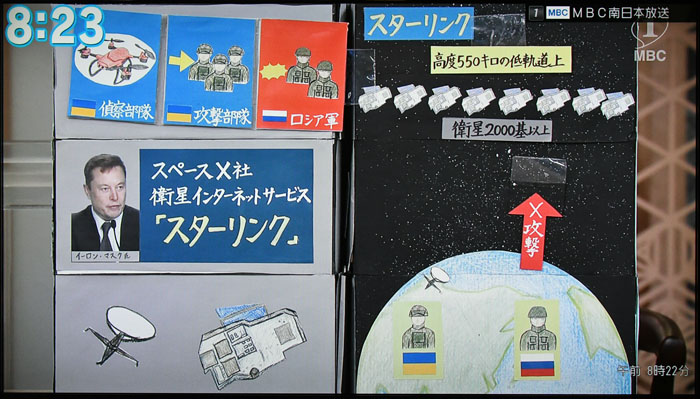 8:23
1 MBC MBC南日本放送
1
MBC
偵察部隊
攻撃部隊
ロシア軍
スペースX社
衛星インターネットサービス
「スターリンク」
イーロン・マスク氏
スターリンク
高度550キロの低軌道上
衛星2000基以上
X攻撃
午前 8時22分